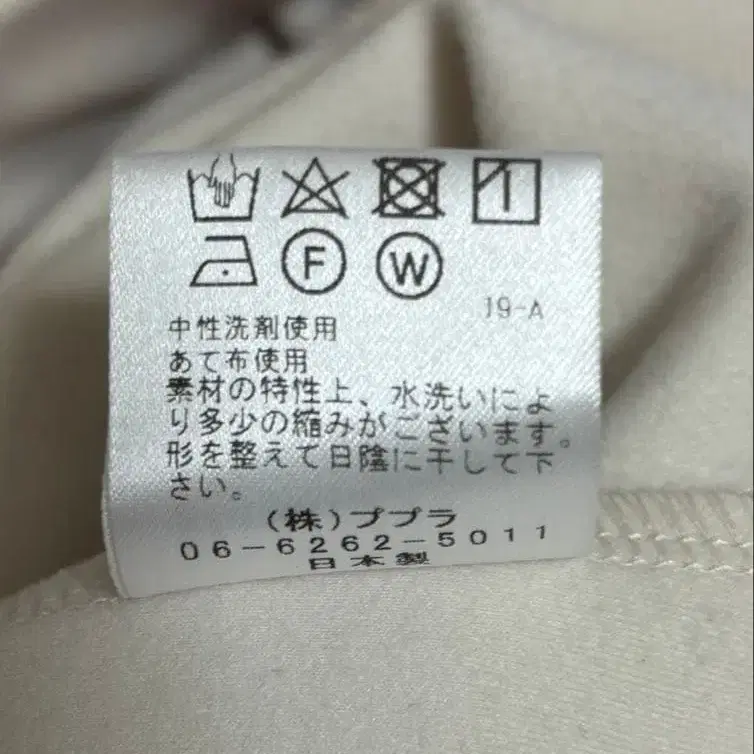 F W
19-A
中性洗剤使用
あて布使用
素材の特性上、水洗いによ
り多少の縮みがございます。
形を整えて日陰に干して下
さい。
(株)ププラ
06-6262-5011
日本製